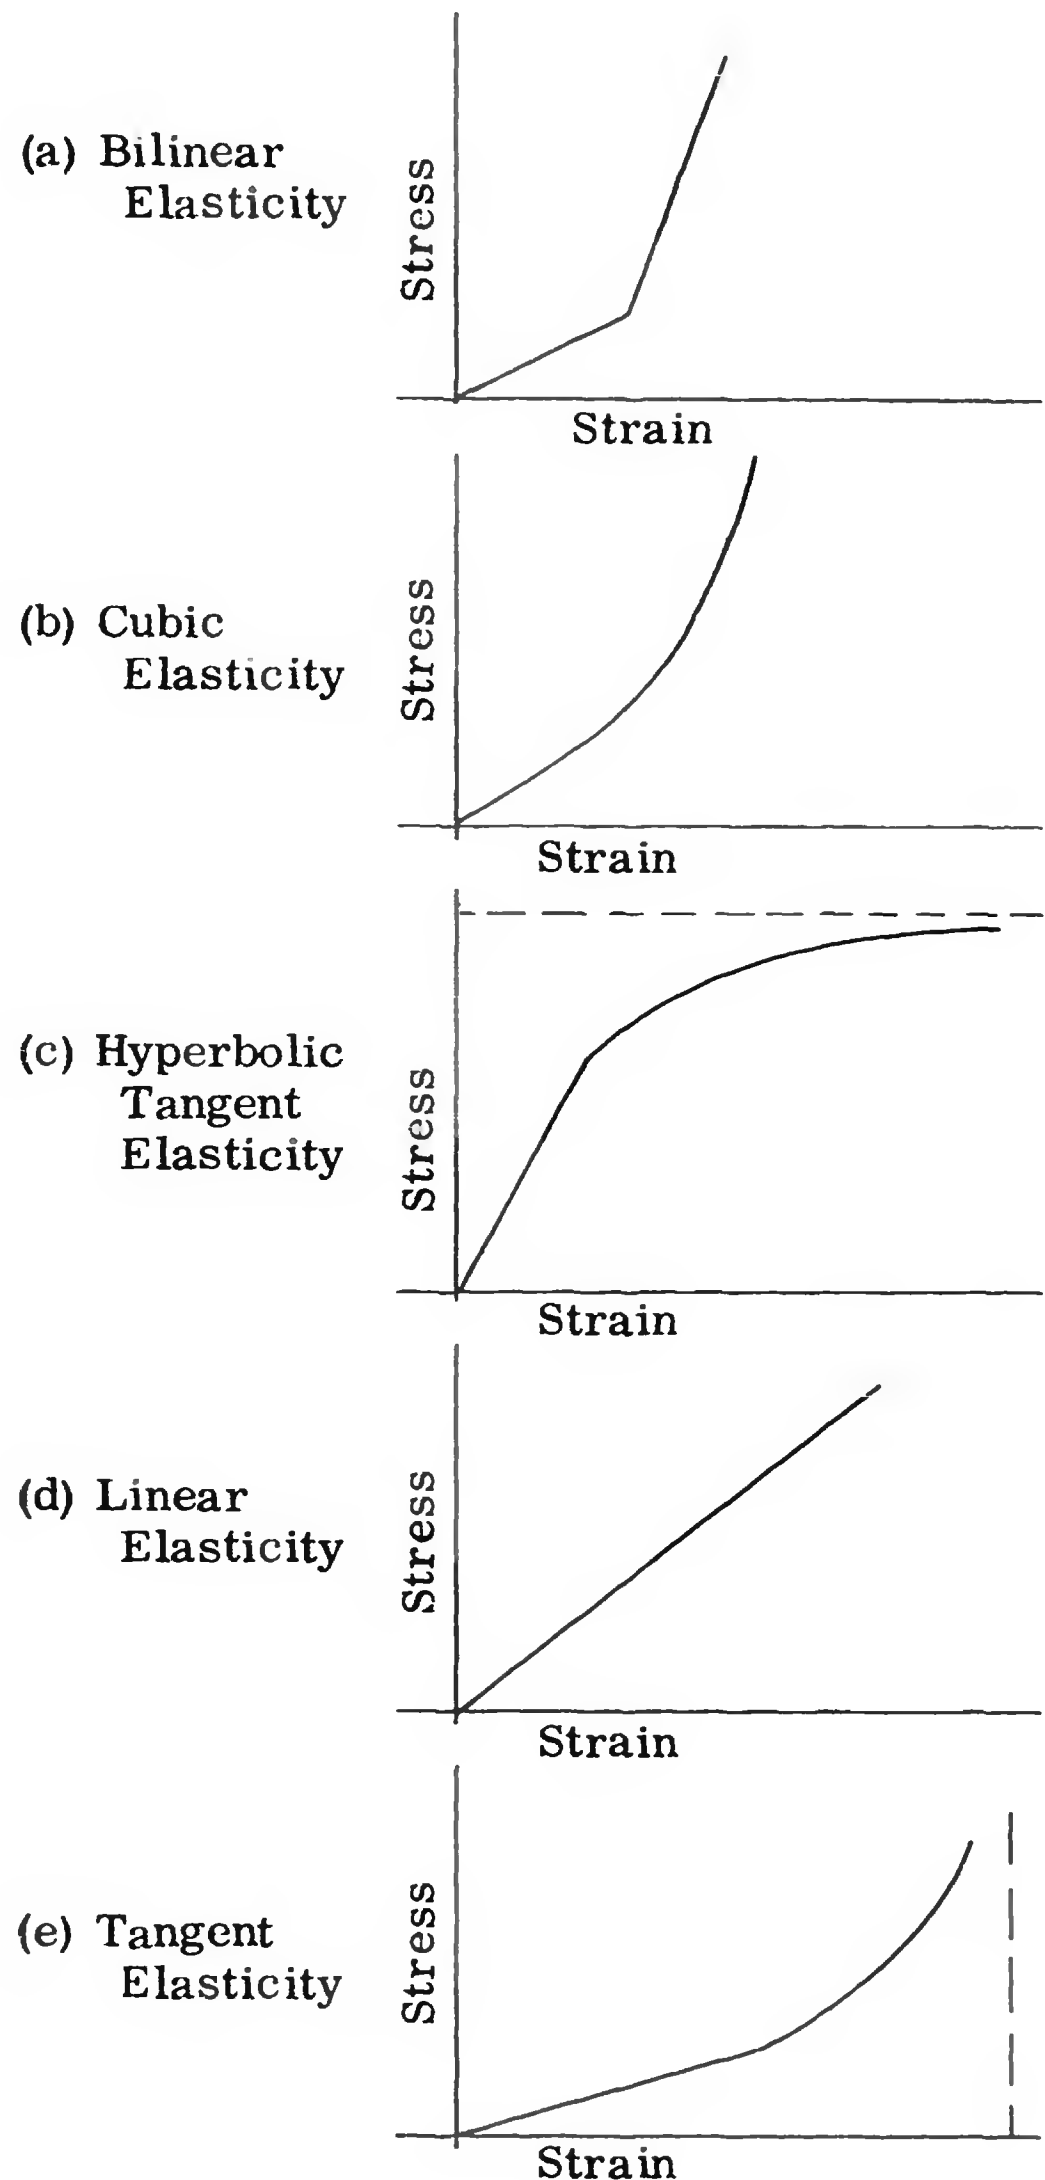 (a) Bilinear
Elasticity
Stress
Strain
(b) Cubic
Elasticity
Stress
Strain
(c) Hyperbolic
Tangent
Elasticity
Stress
Strain
(d) Linear
Elasticity
Stress
Strain
(e) Tangent
Elasticity
Stress
Strain